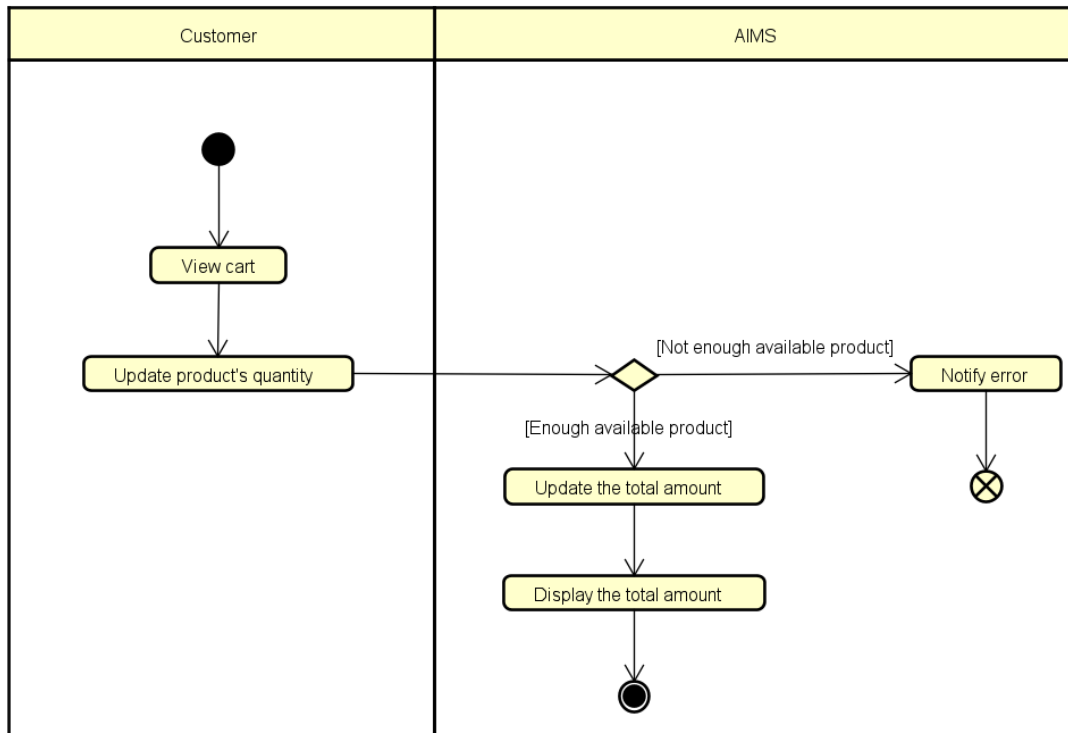 Customer
AIMS
View cart
[Not enough available product]
Update product's quantity
Notify error
[Enough available product]
Update the total amount
Display the total amount